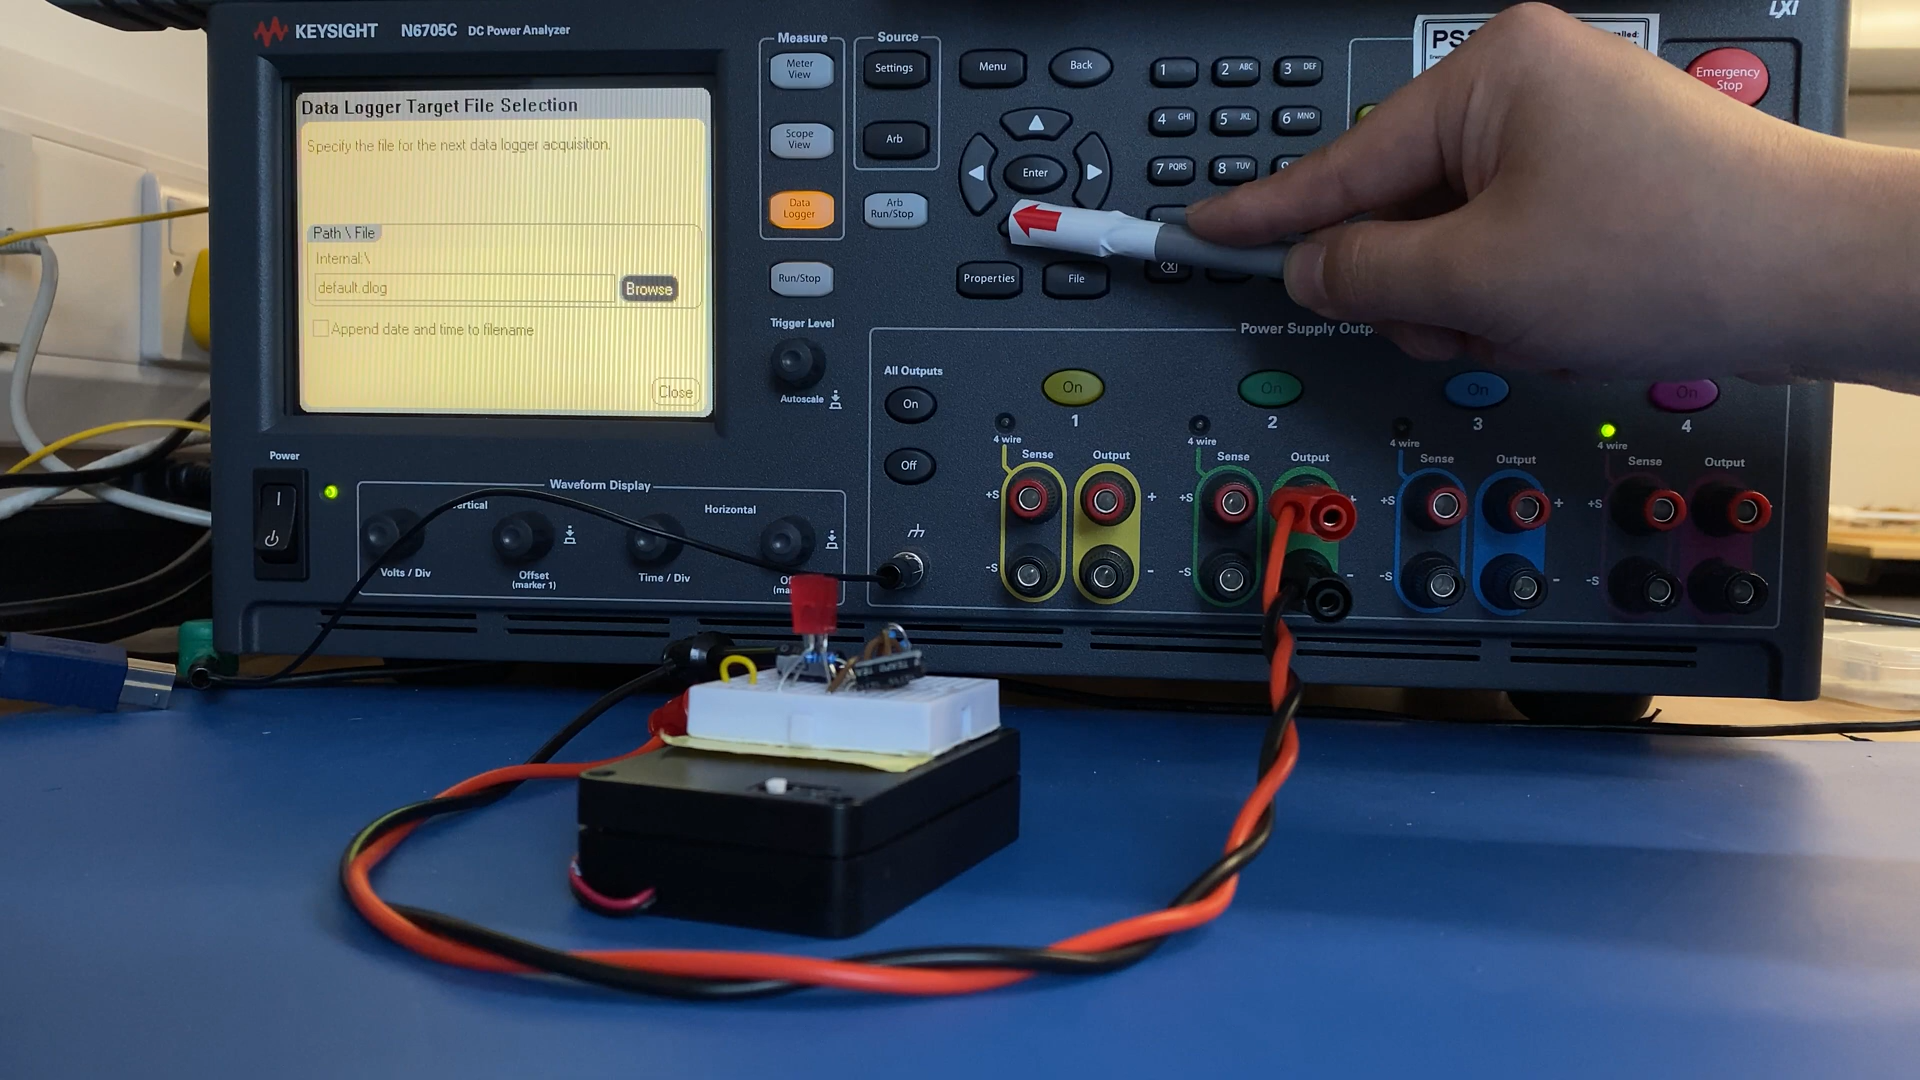 KEYSIGHT N6705C DC Power Analyzer
LXI
Data Logger Target File Selection
Specify the file for the next data logger acquisition.
Path \ File
Internal:\
default.dlog
Browse
Append date and time to filename
Close
Measure
Meter View
Scope View
Data Logger
Run/Stop
Trigger Level
Autoscale
Source
Settings
Arb
Arb Run/Stop
Menu
Back
Enter
Properties
File
1
2 ABC
3 DEF
4 GHI
5 JKL
6 MNO
7 PQRS
8 TUV
Emergency Stop
Power Supply
All Outputs
On
Off
On
1
On
2
On
3
On
4
4 wire
Sense
Output
+S
+
-S
-
4 wire
Sense
Output
+S
+
-S
-
4 wire
Sense
Output
+S
+
-S
-
4 wire
Sense
Output
+S
-S
Power
Waveform Display
Horizontal
Volts / Div
Offset
(marker 1)
Time / Div